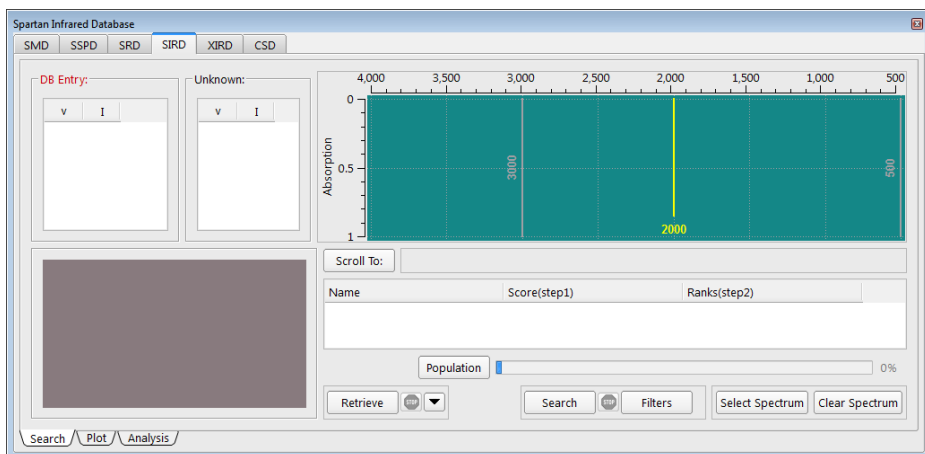 Spartan Infrared Database
SMD SSPD SRD SIRD XIRD CSD
DB Entry:
v I
Unknown:
v I
4,000 3,500 3,000 2,500 2,000 1,500 1,000 500
Absorption
0
0.5
1
3000
2000
500
Scroll To:
Name Score(step1) Ranks(step2)
Population 0%
Retrieve STOP Search STOP Filters Select Spectrum Clear Spectrum
Search Plot Analysis